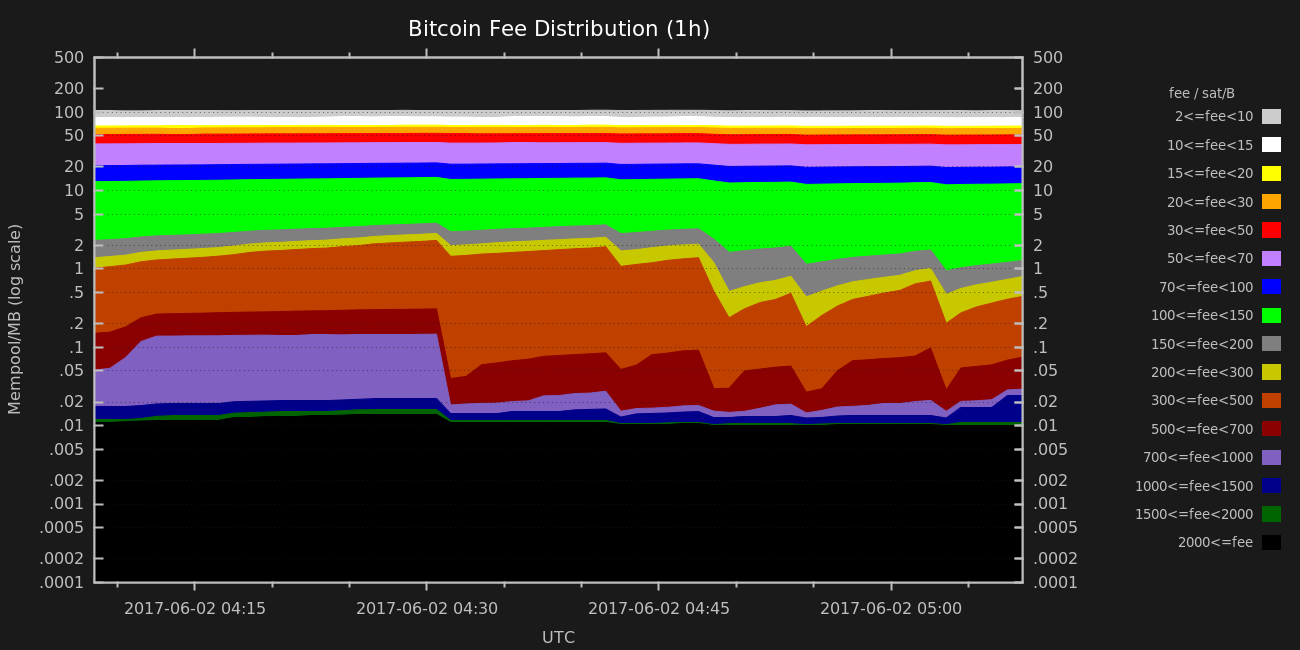 Bitcoin Fee Distribution (1h)
500
200
100
50
20
10
5
2
1
.5
.2
.1
.05
.02
.01
.005
.002
.001
.0005
.0002
.0001
Mempool/MB (log scale)
500
200
100
50
20
10
5
2
1
.5
.2
.1
.05
.02
.01
.005
.002
.001
.0005
.0002
.0001
2017-06-02 04:15
2017-06-02 04:30
2017-06-02 04:45
2017-06-02 05:00
UTC
fee / sat/B
2<=fee<10
10<=fee<15
15<=fee<20
20<=fee<30
30<=fee<50
50<=fee<70
70<=fee<100
100<=fee<150
150<=fee<200
200<=fee<300
300<=fee<500
500<=fee<700
700<=fee<1000
1000<=fee<1500
1500<=fee<2000
2000<=fee